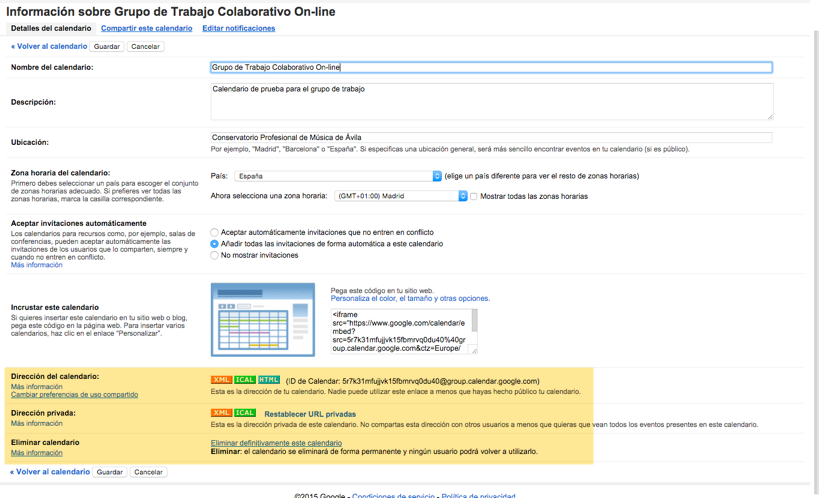 Información sobre Grupo de Trabajo Colaborativo On-line
Detalles del calendario Compartir este calendario Editar notificaciones
« Volver al calendario Guardar Cancelar
Nombre del calendario: Grupo de Trabajo Colaborativo On-line
Descripción: Calendario de prueba para el grupo de trabajo
Ubicación: Conservatorio Profesional de Música de Ávila
Por ejemplo, "Madrid", "Barcelona" o "España". Si especificas una ubicación general, será más sencillo encontrar eventos en tu calendario (si es público).
Zona horaria del calendario:
Primero debes seleccionar un país para escoger el conjunto
de zonas horarias adecuado. Si prefieres ver todas las
zonas horarias, marca la casilla correspondiente.
País: España (elige un país diferente para ver el resto de zonas horarias)
Ahora selecciona una zona horaria: (GMT+01:00) Madrid Mostrar todas las zonas horarias
Aceptar invitaciones automáticamente
Los calendarios para recursos como, por ejemplo, salas de
conferencias, pueden aceptar automáticamente las
invitaciones de los usuarios que lo comparten, siempre y
cuando no entren en conflicto.
Más información
Aceptar automáticamente invitaciones que no entren en conflicto
Añadir todas las invitaciones de forma automática a este calendario
No mostrar invitaciones
Incrustar este calendario
Si quieres insertar este calendario en tu sitio web o blog,
pega este código en la página web. Para insertar varios
calendarios, haz clic en el enlace "Personalizar".
Pega este código en tu sitio web.
Personaliza el color, el tamaño y otras opciones.
<iframe
src="https://www.google.com/calendar/e
mbed?
src=5r7k31mfujjvk15fbmrvq0du40%40gr
oup.calendar.google.com&ctz=Europe/
Dirección del calendario:
Más información
Cambiar preferencias de uso compartido
XML ICAL HTML (ID de Calendar: 5r7k31mfujjvk15fbmrvq0du40@group.calendar.google.com)
Esta es la dirección de tu calendario. Nadie puede utilizar este enlace a menos que hayas hecho público tu calendario.
Dirección privada:
Más información
XML ICAL Restablecer URL privadas
Esta es la dirección privada de este calendario. No compartas esta dirección con otros usuarios a menos que quieras que vean todos los eventos presentes en este calendario.
Eliminar calendario
Más información
Eliminar definitivamente este calendario
Eliminar: el calendario se eliminará de forma permanente y ningún usuario podrá volver a utilizarlo.
« Volver al calendario Guardar Cancelar
©2015 Google - Condiciones de servicio - Política de privacidad